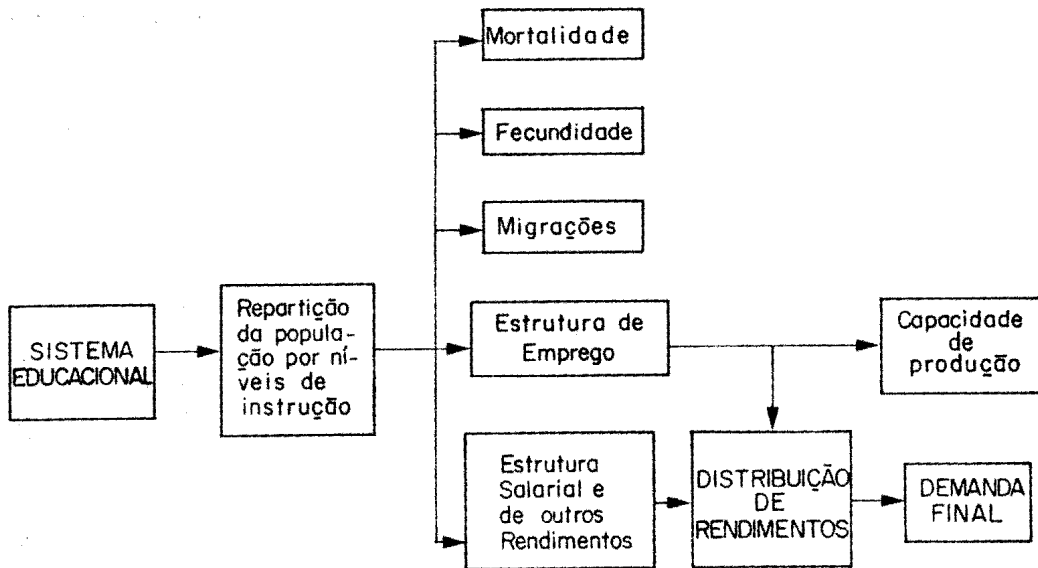 Mortalidade
Fecundidade
Migrações
SISTEMA
EDUCACIONAL
Repartição
da popula-
ção por ní-
veis de
instrução
Estrutura de
Emprego
Capacidade
de
produção
Estrutura
Salarial e
de outros
Rendimentos
DISTRIBUIÇÃO
DE
RENDIMENTOS
DEMANDA
FINAL